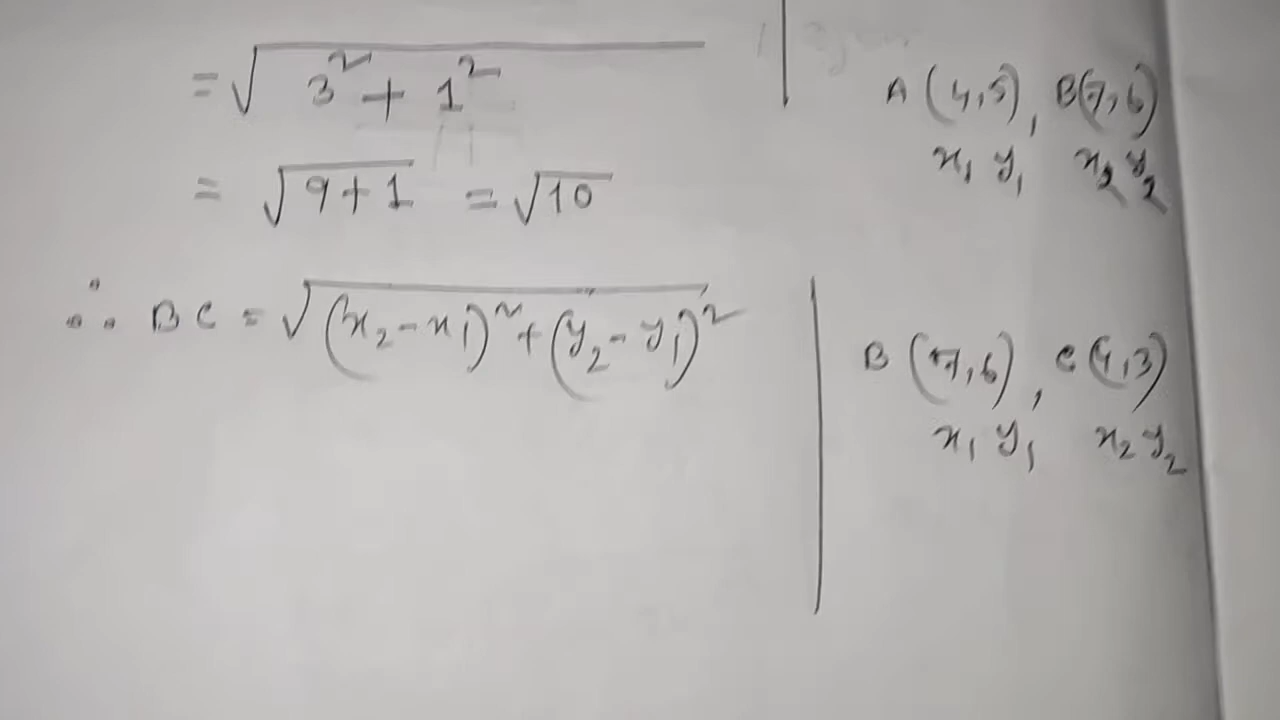 = √(3² + 1²)
= √(9+1) = √10
A (4,5), B(7,6)
x₁ y₁ x₂ y₂
∴ BC = √((x₂-x₁)² + (y₂-y₁)²)
B (7,6), C(4,3)
x₁ y₁ x₂ y₂